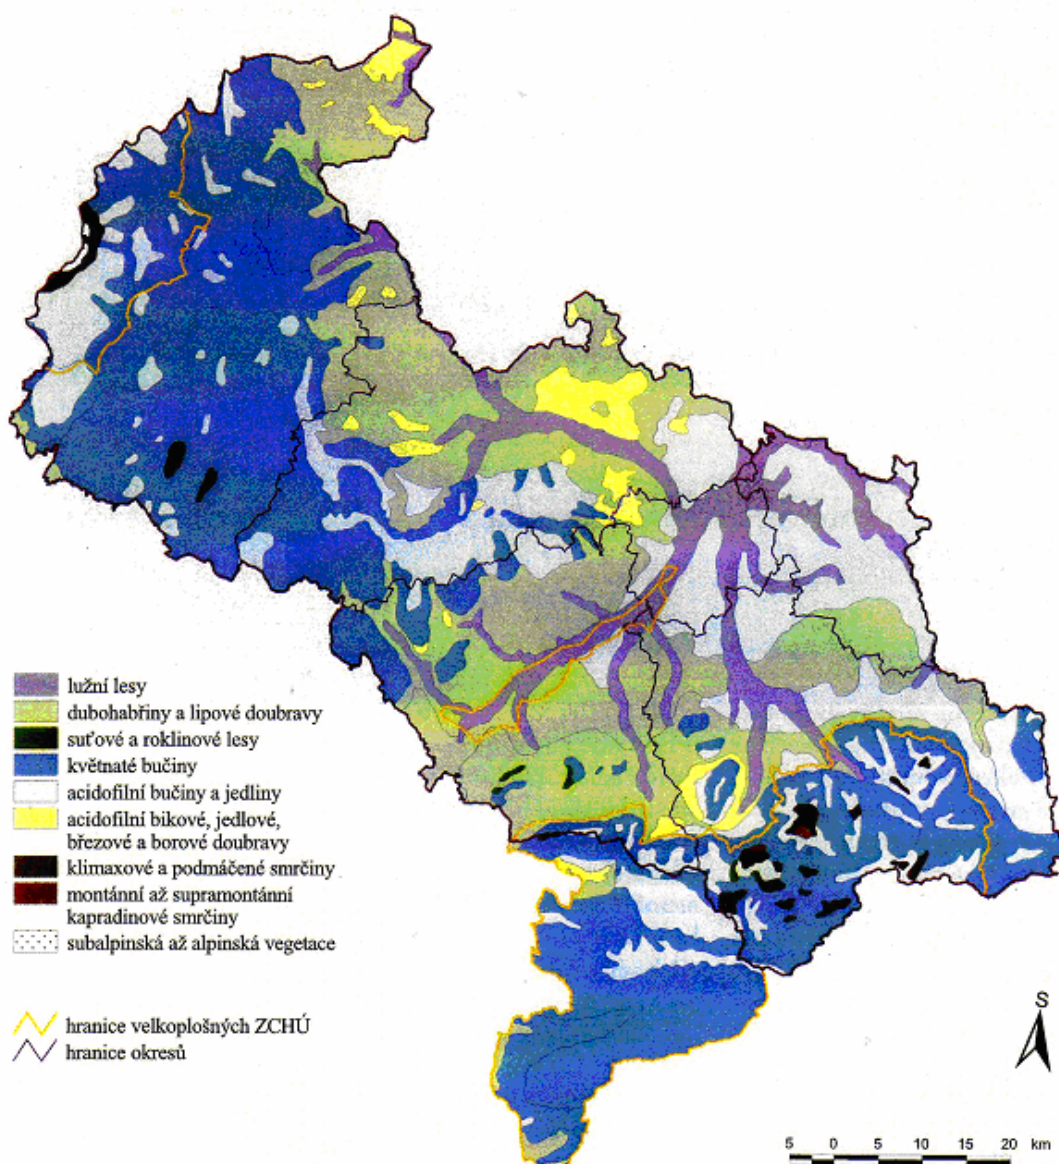 lužní lesy
dubohabřiny a lipové doubravy
suťové a roklinové lesy
květnaté bučiny
acidofilní bučiny a jedliny
acidofilní bikové, jedlové,
březové a borové doubravy
klimaxové a podmáčené smrčiny
montánní až supramontánní
kapradinové smrčiny
subalpinská až alpinská vegetace
hranice velkoplošných ZCHÚ
hranice okresů
S
5 0 5 10 15 20 km